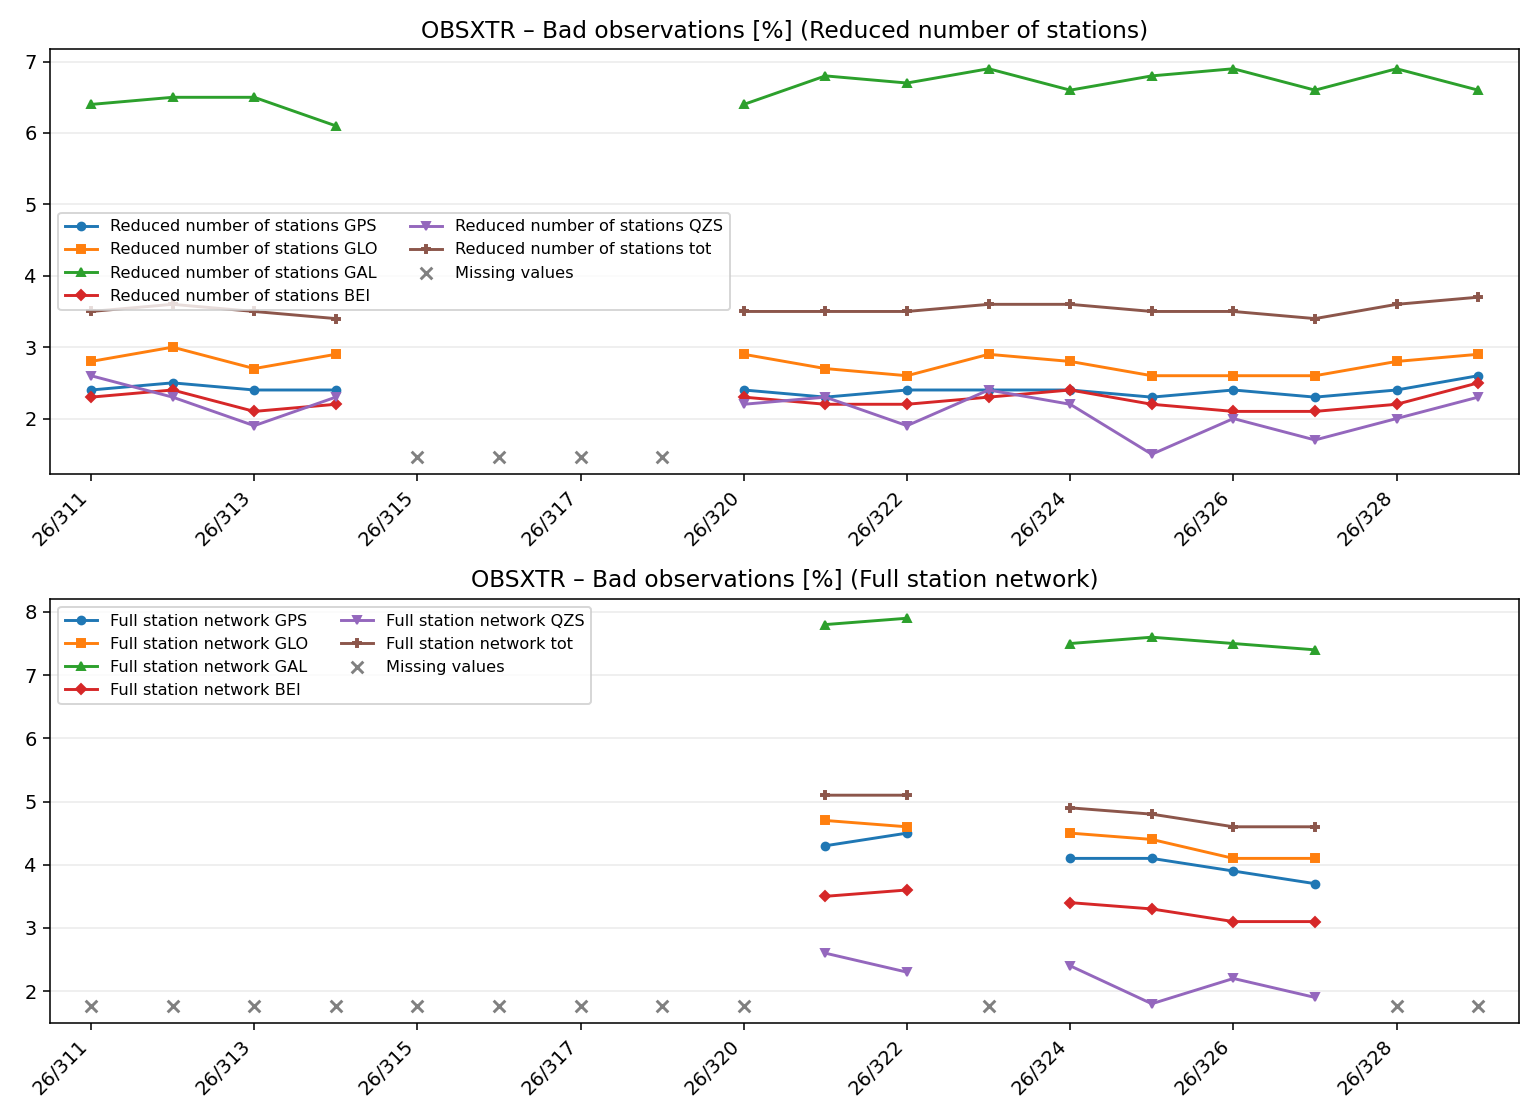 OBSXTR – Bad observations [%] (Reduced number of stations)
7
6
5
4
3
2
Reduced number of stations GPS
Reduced number of stations GLO
Reduced number of stations GAL
Reduced number of stations BEI
Reduced number of stations QZS
Reduced number of stations tot
Missing values
26/311
26/313
26/315
26/317
26/320
26/322
26/324
26/326
26/328
OBSXTR – Bad observations [%] (Full station network)
8
7
6
5
4
3
2
Full station network GPS
Full station network GLO
Full station network GAL
Full station network BEI
Full station network QZS
Full station network tot
Missing values
26/311
26/313
26/315
26/317
26/320
26/322
26/324
26/326
26/328